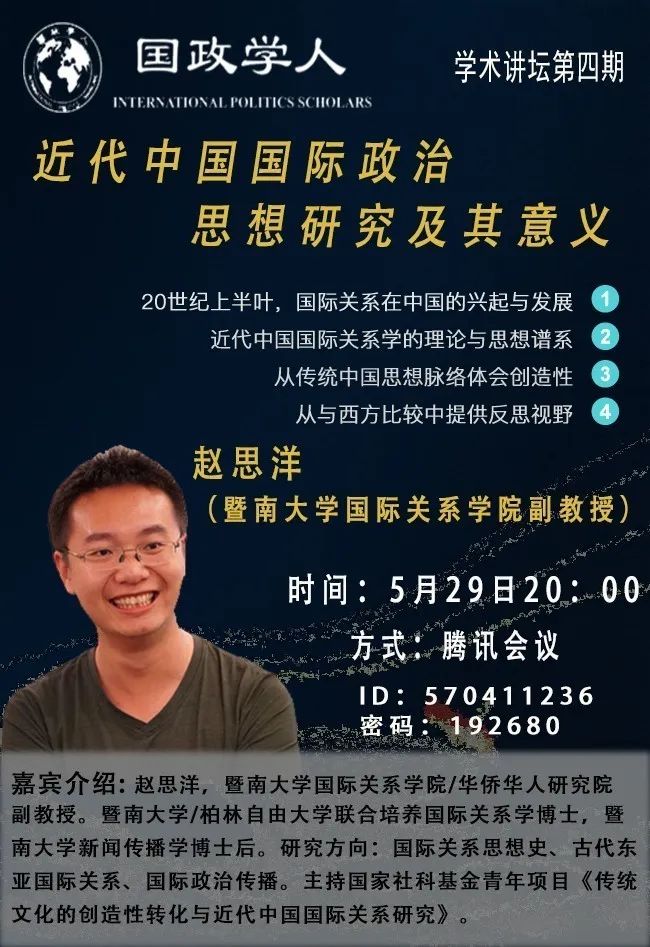 国政学人
INTERNATIONAL POLITICS SCHOLARS
学术讲坛第四期
近代中国国际政治
思想研究及其意义
20世纪上半叶，国际关系在中国的兴起与发展 1
近代中国国际关系学的理论与思想谱系 2
从传统中国思想脉络体会创造性 3
从与西方比较中提供反思视野 4
赵思洋
（暨南大学国际关系学院副教授）
时间：5月29日20：00
方式：腾讯会议
ID：570411236
密码：192680
嘉宾介绍：赵思洋，暨南大学国际关系学院/华侨华人研究院
副教授。暨南大学/柏林自由大学联合培养国际关系学博士，暨
南大学新闻传播学博士后。研究方向：国际关系思想史、古代东
亚国际关系、国际政治传播。主持国家社科基金青年项目《传统
文化的创造性转化与近代中国国际关系研究》。